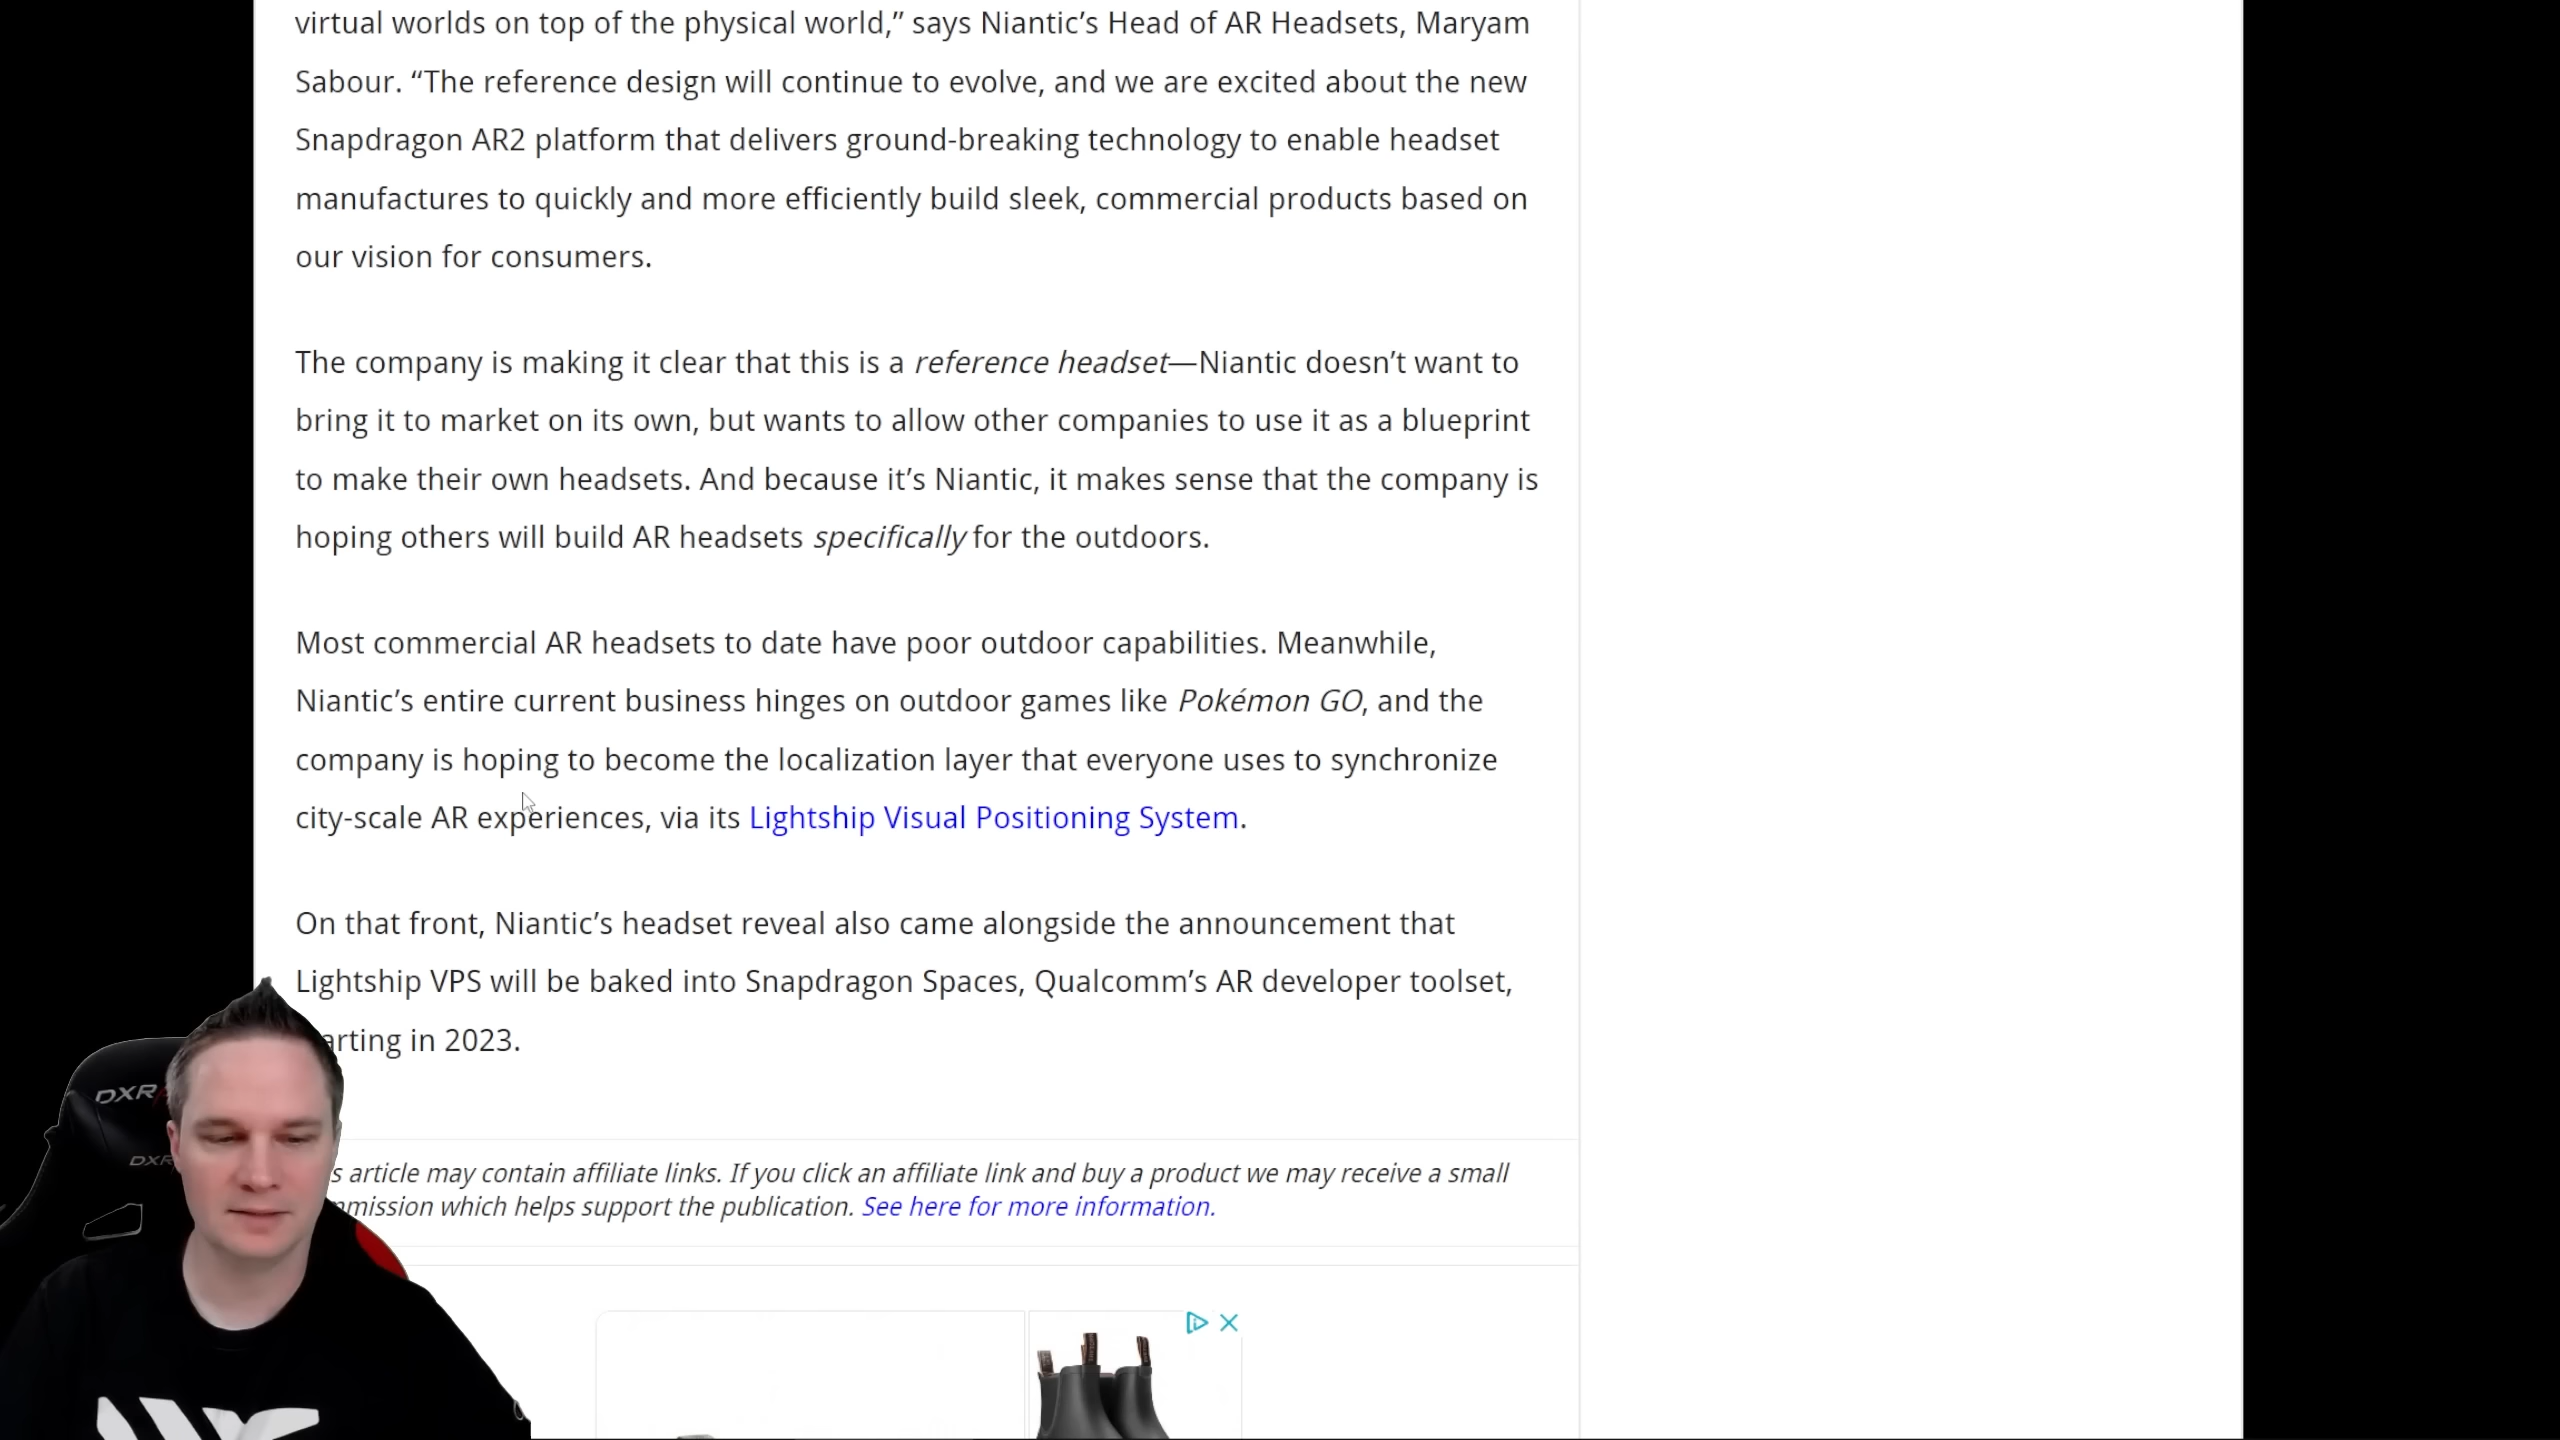 virtual worlds on top of the physical world,” says Niantic’s Head of AR Headsets, Maryam
Sabour. “The reference design will continue to evolve, and we are excited about the new
Snapdragon AR2 platform that delivers ground-breaking technology to enable headset
manufactures to quickly and more efficiently build sleek, commercial products based on
our vision for consumers.
The company is making it clear that this is a reference headset—Niantic doesn’t want to
bring it to market on its own, but wants to allow other companies to use it as a blueprint
to make their own headsets. And because it’s Niantic, it makes sense that the company is
hoping others will build AR headsets specifically for the outdoors.
Most commercial AR headsets to date have poor outdoor capabilities. Meanwhile,
Niantic’s entire current business hinges on outdoor games like Pokémon GO, and the
company is hoping to become the localization layer that everyone uses to synchronize
city-scale AR experiences, via its Lightship Visual Positioning System.
On that front, Niantic’s headset reveal also came alongside the announcement that
Lightship VPS will be baked into Snapdragon Spaces, Qualcomm’s AR developer toolset,
arting in 2023.
s article may contain affiliate links. If you click an affiliate link and buy a product we may receive a small
mission which helps support the publication. See here for more information.
DXR
DXR